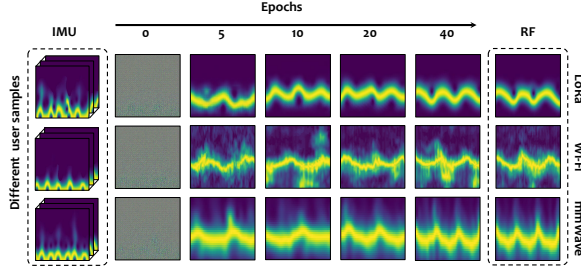 Epochs
IMU 0 5 10 20 40 RF
Different user samples
LoRa
Wi-Fi
mmWave